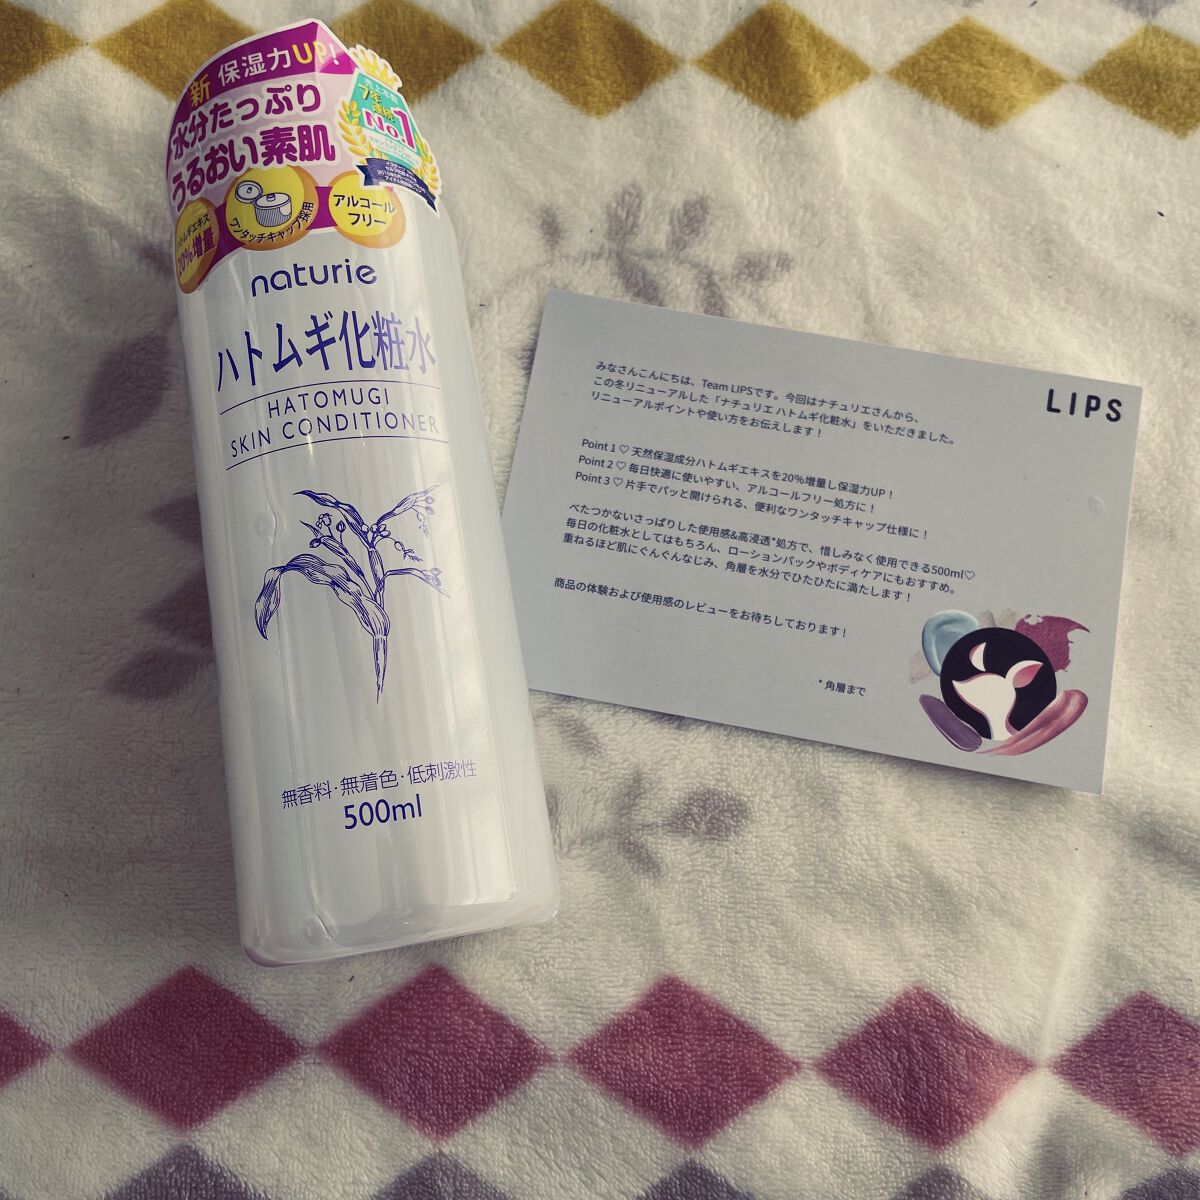 新 保湿力UP!
水分たっぷり
うるおい素肌
7年連続
No.1
ハトムギエキス
20%増量
ワンタッチキャップ採用
アルコール
フリー
naturie
ハトムギ化粧水
HATOMUGI
SKIN CONDITIONER
無香料・無着色・低刺激性
500ml
LIPS
みなさんこんにちは、Team LIPSです。今回はナチュリエさんから、
この冬リニューアルした「ナチュリエ ハトムギ化粧水」をいただきました。
リニューアルポイントや使い方をお伝えします！
Point 1 ♡ 天然保湿成分ハトムギエキスを20%増量し保湿力UP！
Point 2 ♡ 毎日快適に使いやすい、アルコールフリー処方に！
Point 3 ♡ 片手でパッと開けられる、便利なワンタッチキャップ仕様に！
べたつかないさっぱりした使用感&高浸透*処方で、惜しみなく使用できる500ml♡
毎日の化粧水としてはもちろん、ローションパックやボディケアにもおすすめ。
重ねるほど肌にぐんぐんなじみ、角層を水分でひたひたに満たします！
商品の体験および使用感のレビューをお待ちしております！
*角層まで